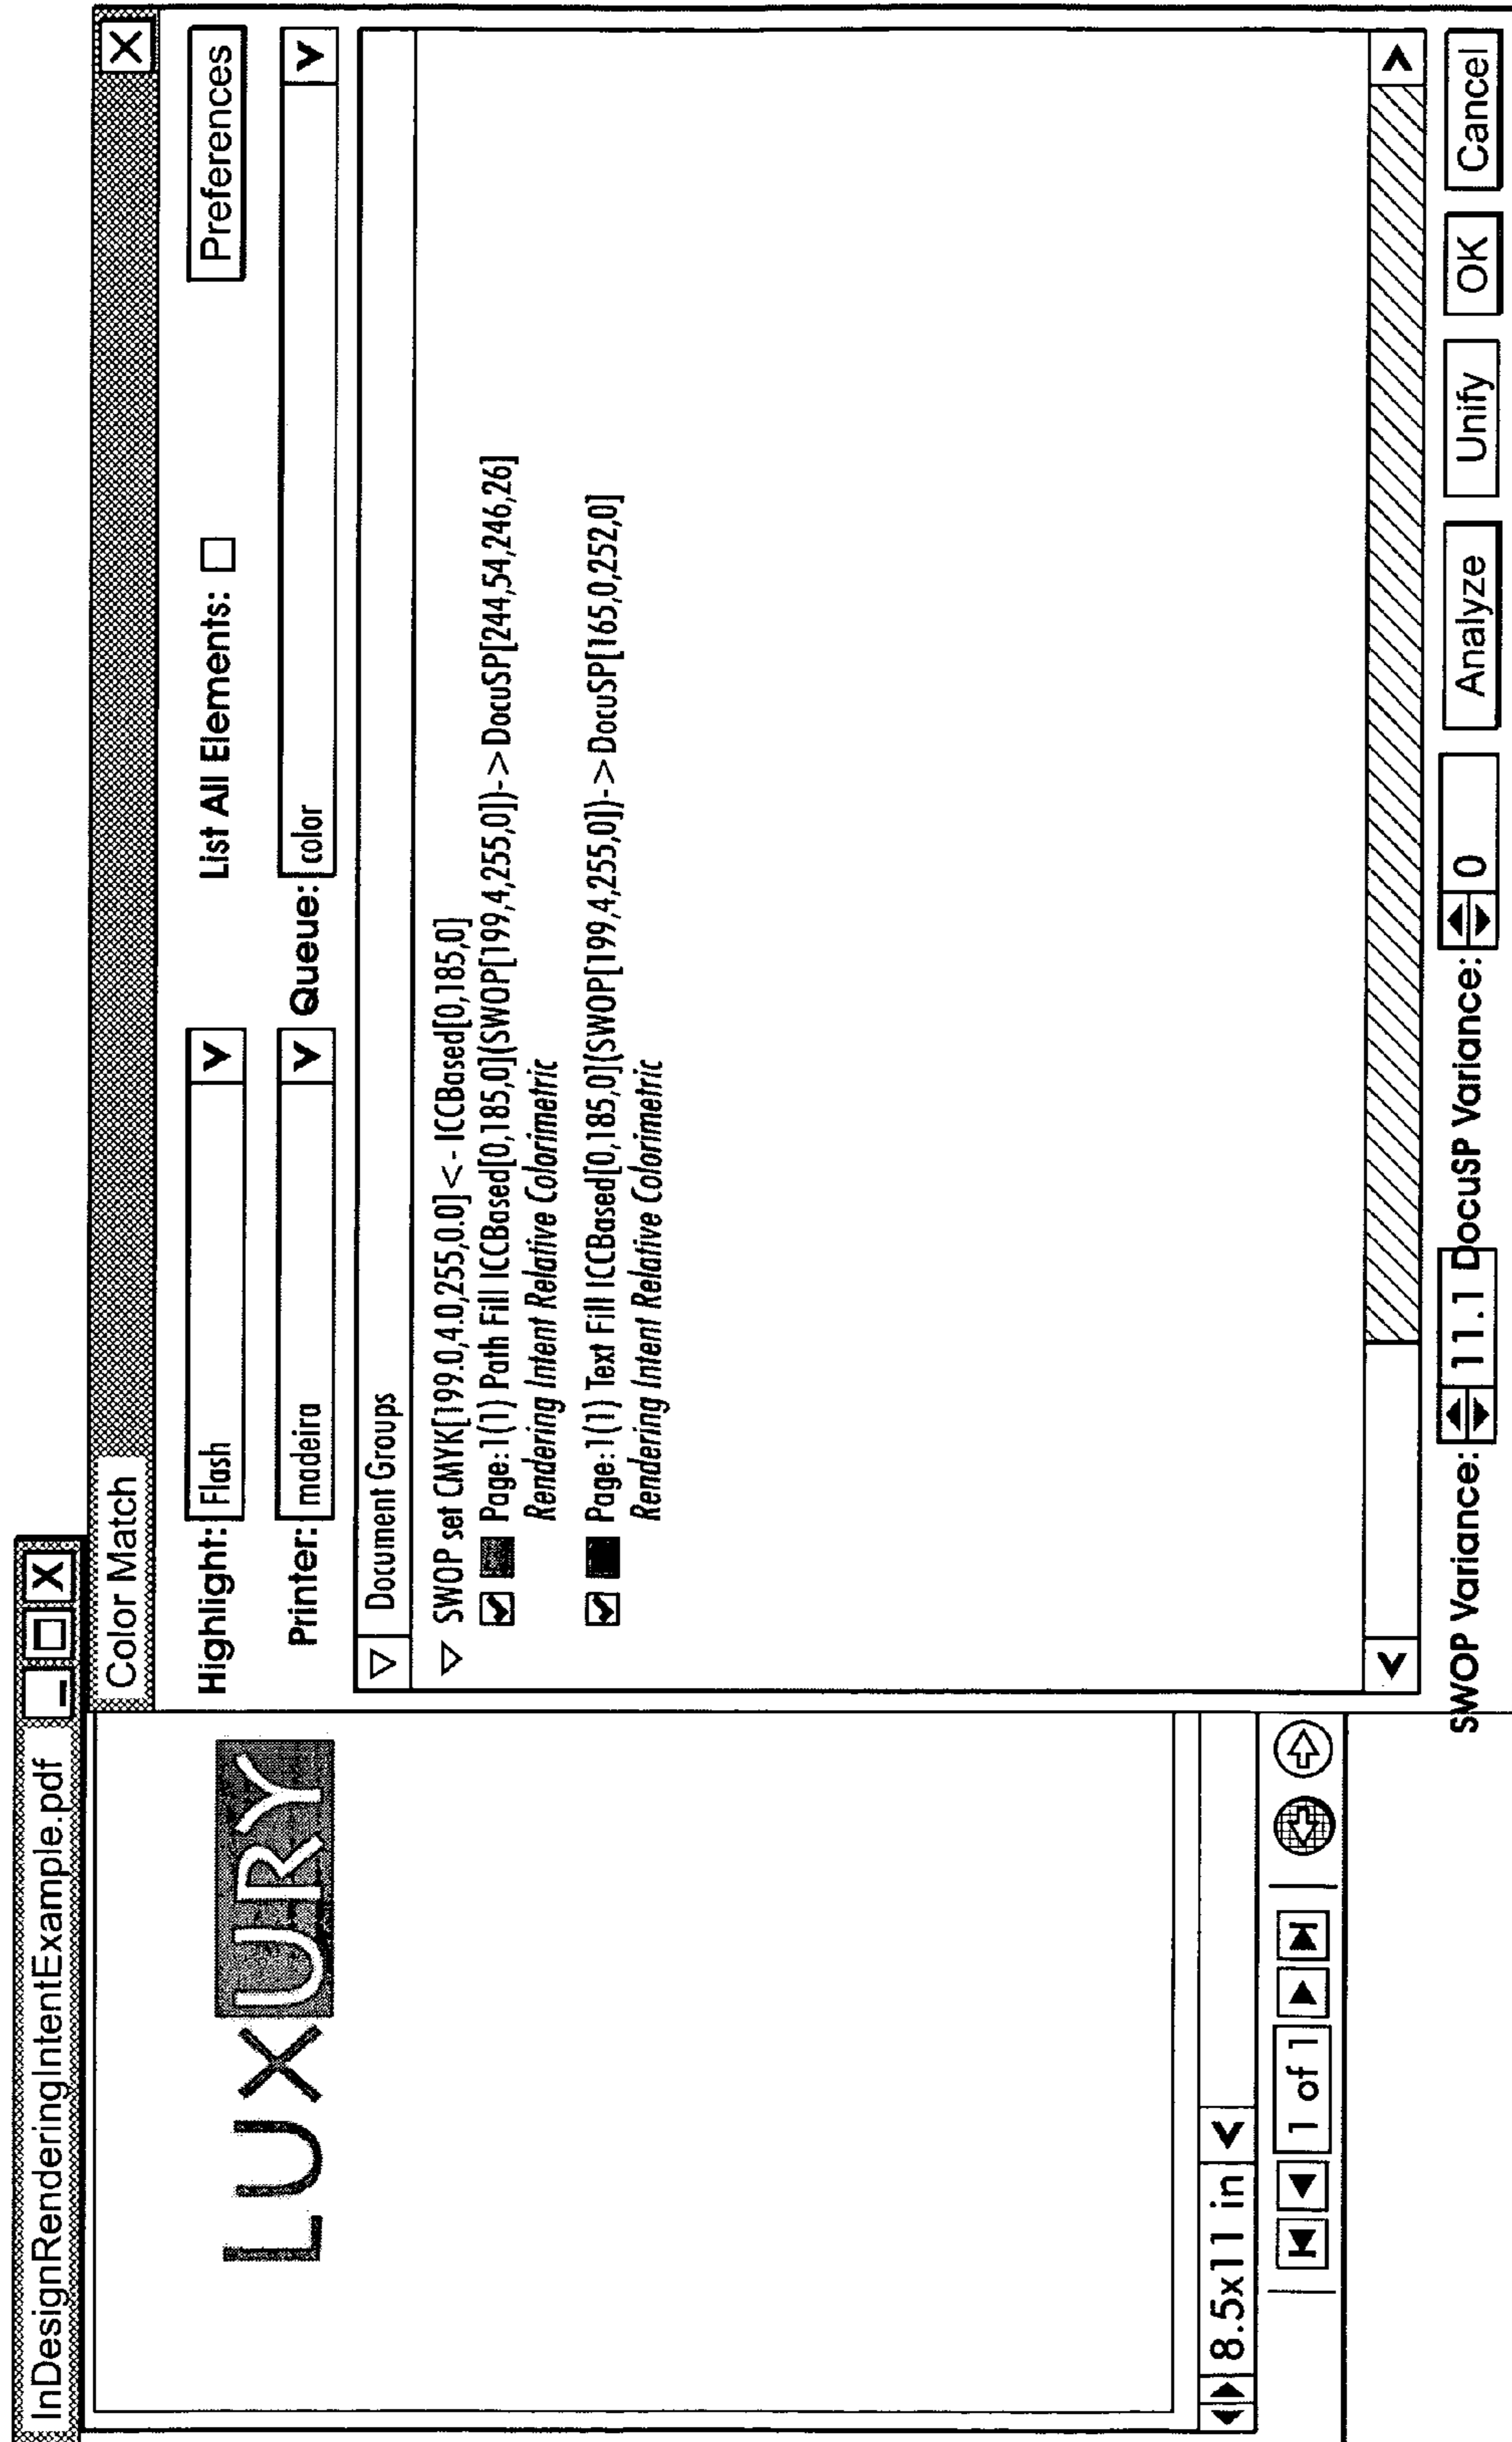 InDesignRenderingIntentExample.pdf
LUXURY
8.5x11 in
1 of 1
Color Match
Highlight: Flash
List All Elements:
Preferences
Printer: madeira
Queue: color
Document Groups
SWOP set CMYK[199.0,4.0,255,0.0]<-ICCBased[0,185,0]
Page:1(1) Path Fill ICCBased[0,185,0](SWOP[199,4,255,0])->DocuSP[244,54,246,26]
Rendering Intent Relative Colorimetric
Page:1(1) Text Fill ICCBased[0,185,0](SWOP[199,4,255,0])->DocuSP[165,0,252,0]
Rendering Intent Relative Colorimetric
SWOP Variance: 11.1 DocuSP Variance: 0 Analyze Unify OK Cancel